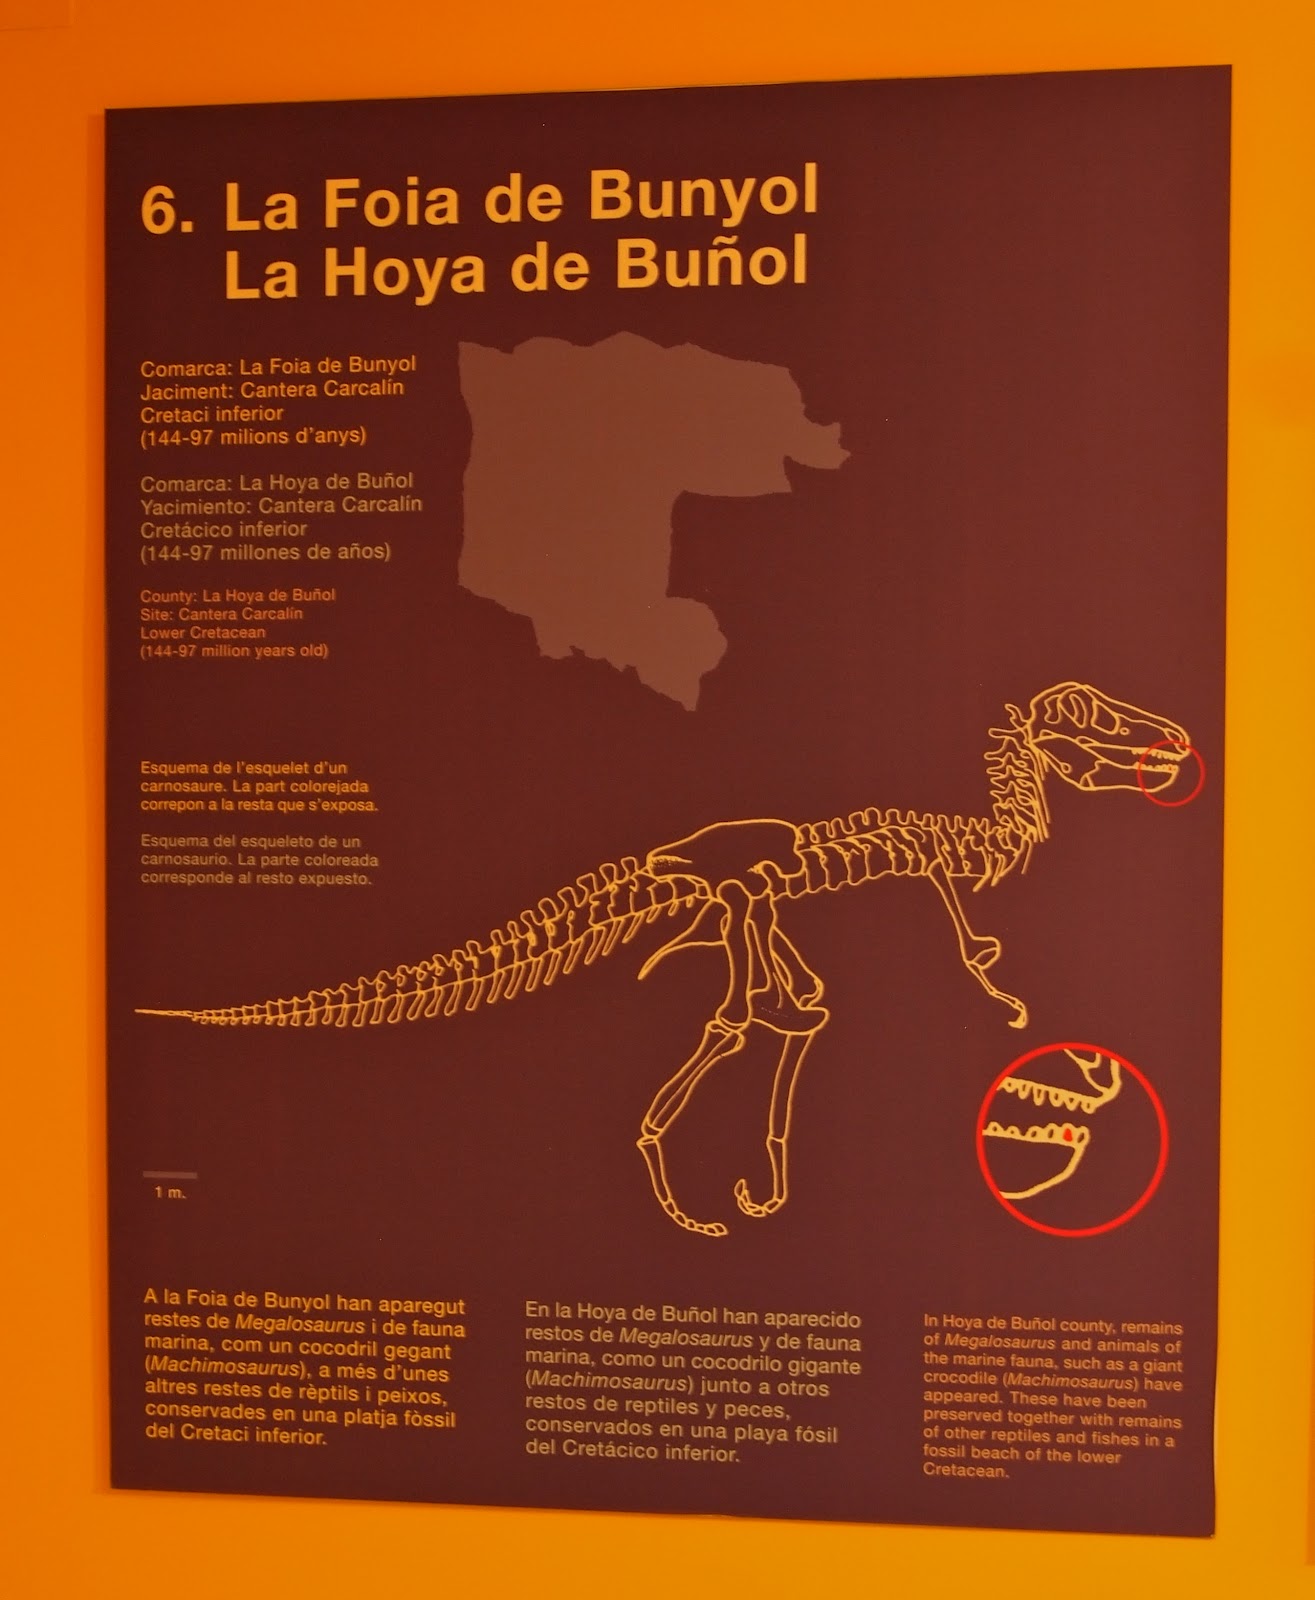 6. La Foia de Bunyol
La Hoya de Buñol
Comarca: La Foia de Bunyol
Jaciment: Cantera Carcalín
Cretaci inferior
(144-97 milions d'anys)
Comarca: La Hoya de Buñol
Yacimiento: Cantera Carcalín
Cretácico inferior
(144-97 millones de años)
County: La Hoya de Buñol
Site: Cantera Carcalín
Lower Cretacean
(144-97 million years old)
Esquema de l'esquelet d'un
carnosaure. La part colorejada
correpon a la resta que s'exposa.
Esquema del esqueleto de un
carnosaurio. La parte coloreada
corresponde al resto expuesto.
1 m.
A la Foia de Bunyol han aparegut
restes de Megalosaurus i de fauna
marina, com un cocodril gegant
(Machimosaurus), a més d'unes
altres restes de rèptils i peixos,
conservades en una platja fòssil
del Cretaci inferior.
En la Hoya de Buñol han aparecido
restos de Megalosaurus y de fauna
marina, como un cocodrilo gigante
(Machimosaurus) junto a otros
restos de reptiles y peces,
conservados en una playa fósil
del Cretácico inferior.
In Hoya de Buñol county, remains
of Megalosaurus and animals of
the marine fauna, such as a giant
crocodile (Machimosaurus) have
appeared. These have been
preserved together with remains
of other reptiles and fishes in a
fossil beach of the lower
Cretacean.